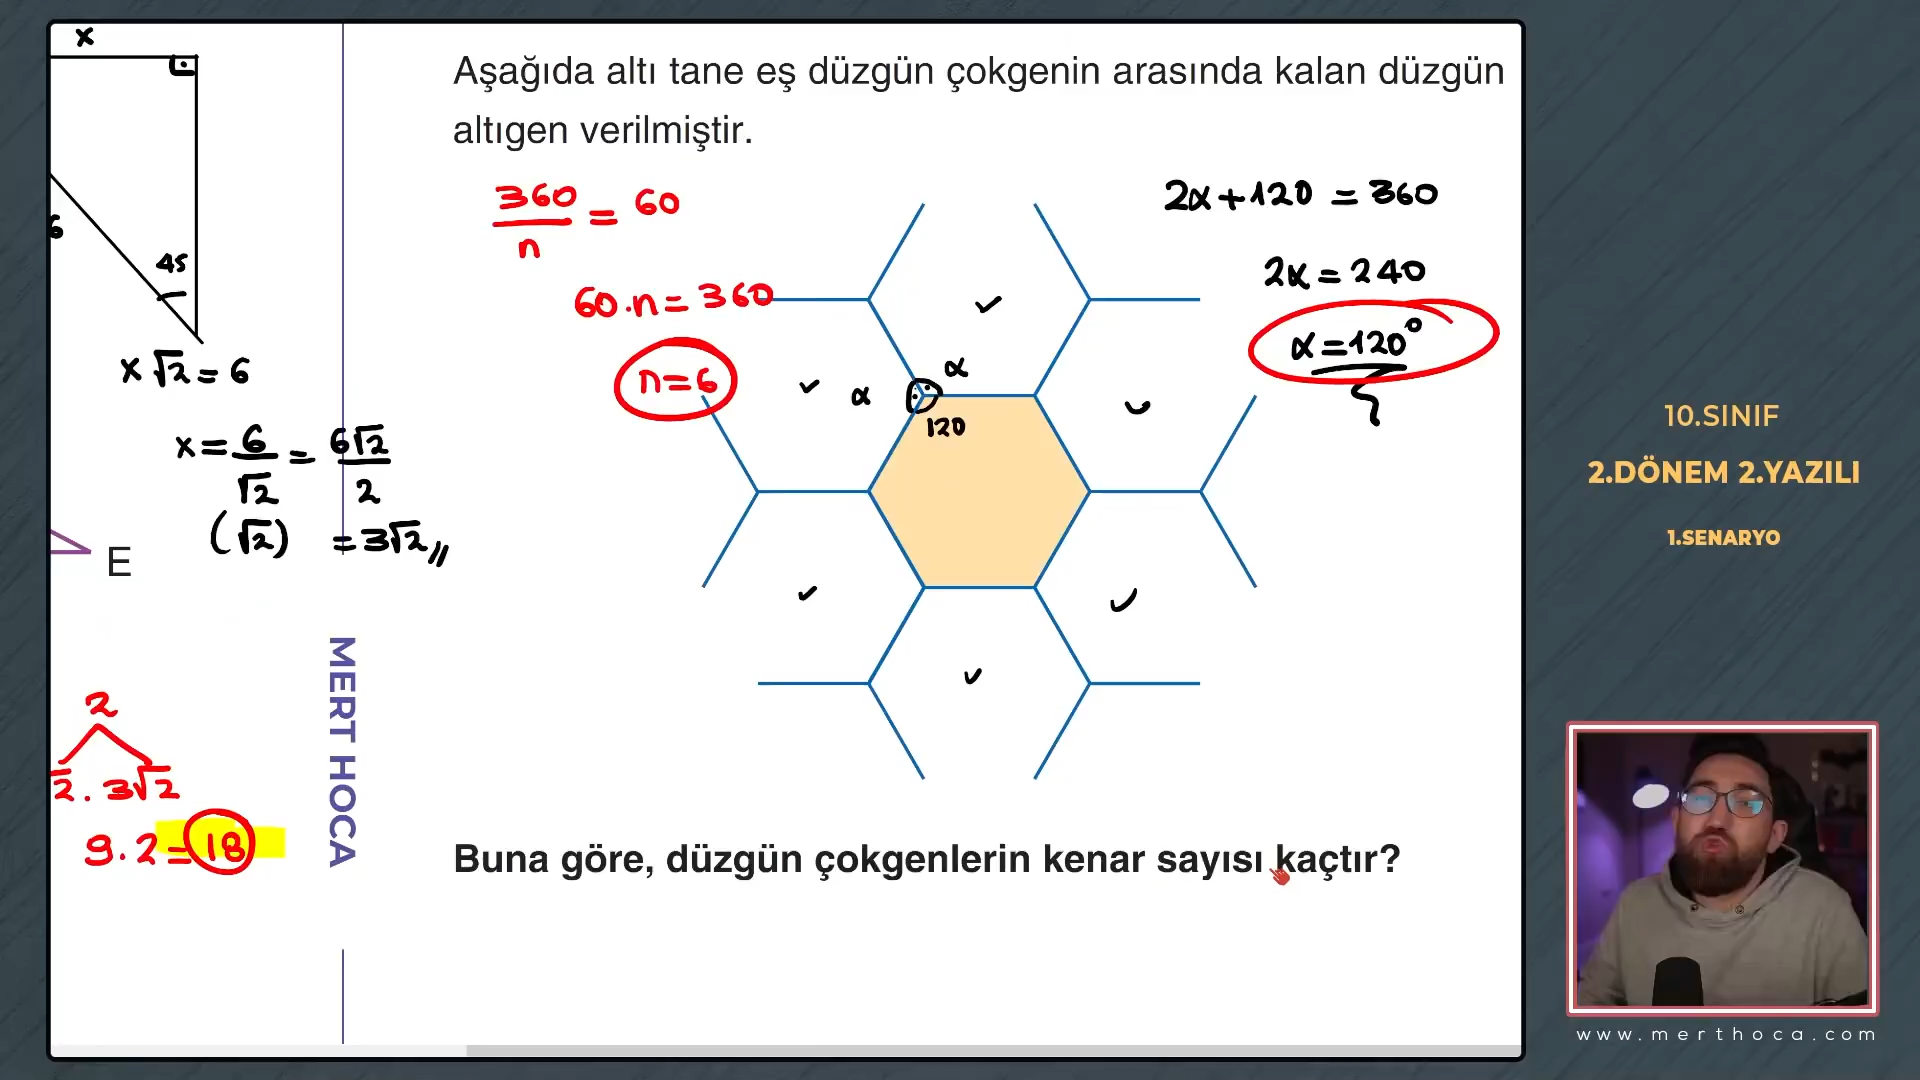 x
6
45
x√2 = 6
x = 6/√2 = 6√2/2
(√2) = 3√2 //
E
2
2 . 3√2
9.2 = 18
MERT HOCA
Aşağıda altı tane eş düzgün çokgenin arasında kalan düzgün
altıgen verilmiştir.
360/n = 60
60.n = 360
n=6
α
α
120
2α+120 = 360
2α = 240
α=120°
Buna göre, düzgün çokgenlerin kenar sayısı kaçtır?
10.SINIF
2.DÖNEM 2.YAZILI
1.SENARYO
www.merthoca.com